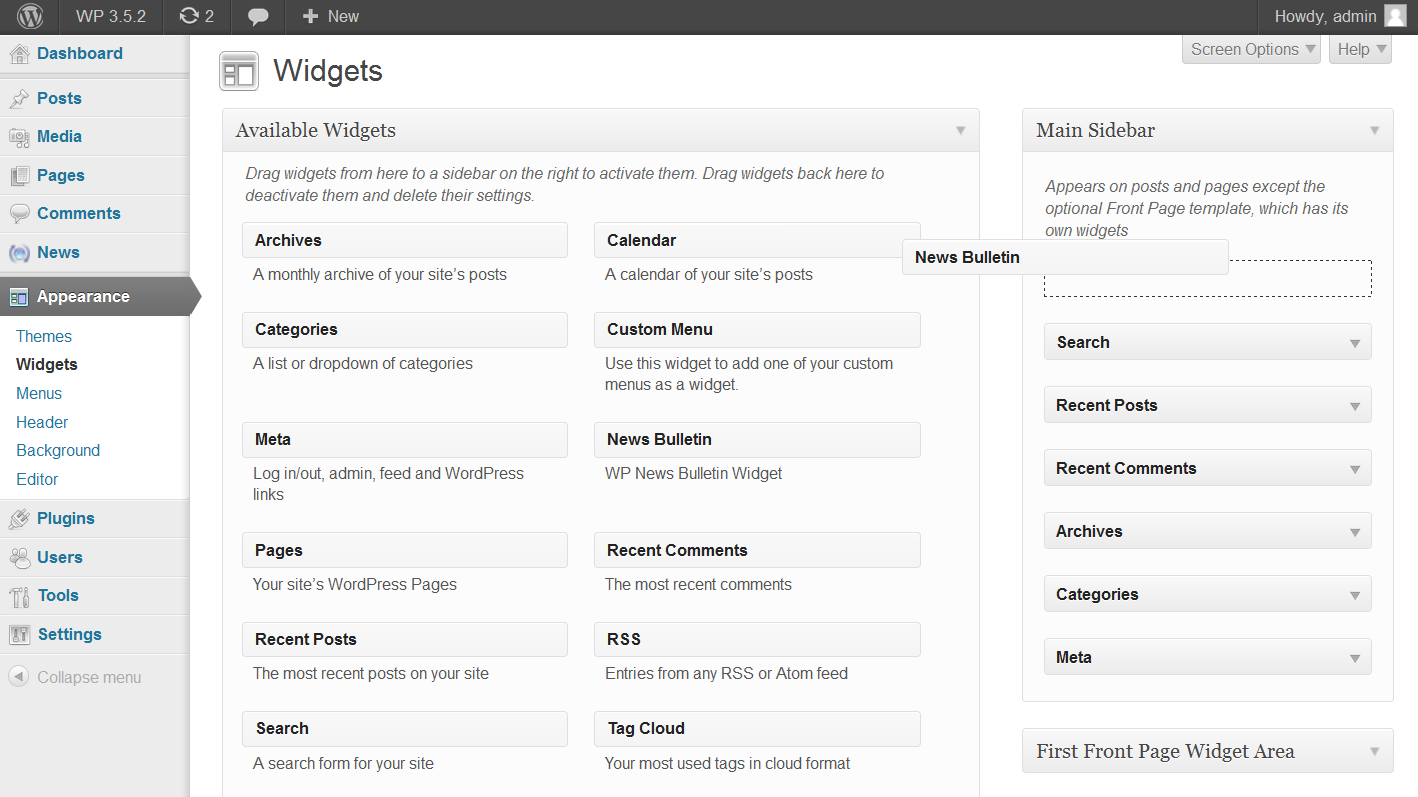 WP 3.5.2
2
New
Howdy, admin
Dashboard
Posts
Media
Pages
Comments
News
Appearance
Themes
Widgets
Menus
Header
Background
Editor
Plugins
Users
Tools
Settings
Collapse menu
Screen Options
Help
Widgets
Available Widgets
Drag widgets from here to a sidebar on the right to activate them. Drag widgets back here to
deactivate them and delete their settings.
Archives
A monthly archive of your site’s posts
Calendar
A calendar of your site’s posts
Categories
A list or dropdown of categories
Custom Menu
Use this widget to add one of your custom
menus as a widget.
Meta
Log in/out, admin, feed and WordPress
links
News Bulletin
WP News Bulletin Widget
Pages
Your site’s WordPress Pages
Recent Comments
The most recent comments
Recent Posts
The most recent posts on your site
RSS
Entries from any RSS or Atom feed
Search
A search form for your site
Tag Cloud
Your most used tags in cloud format
Main Sidebar
Appears on posts and pages except the
optional Front Page template, which has its
own widgets
News Bulletin
Search
Recent Posts
Recent Comments
Archives
Categories
Meta
First Front Page Widget Area